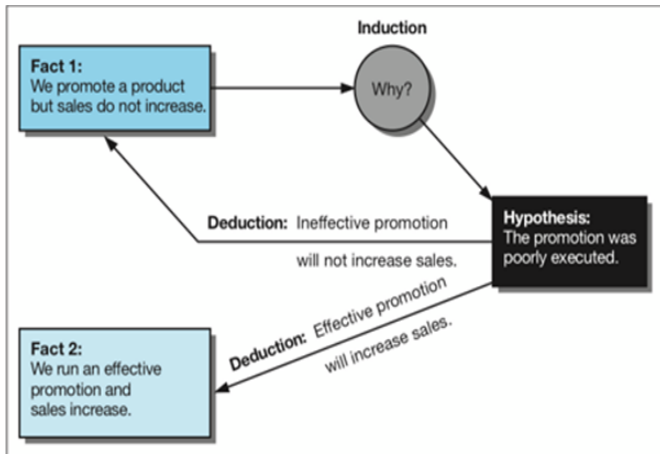 Induction
Fact 1:
We promote a product
but sales do not increase.
Why?
Deduction: Ineffective promotion
will not increase sales.
Hypothesis:
The promotion was
poorly executed.
Deduction: Effective promotion
will increase sales.
Fact 2:
We run an effective
promotion and
sales increase.